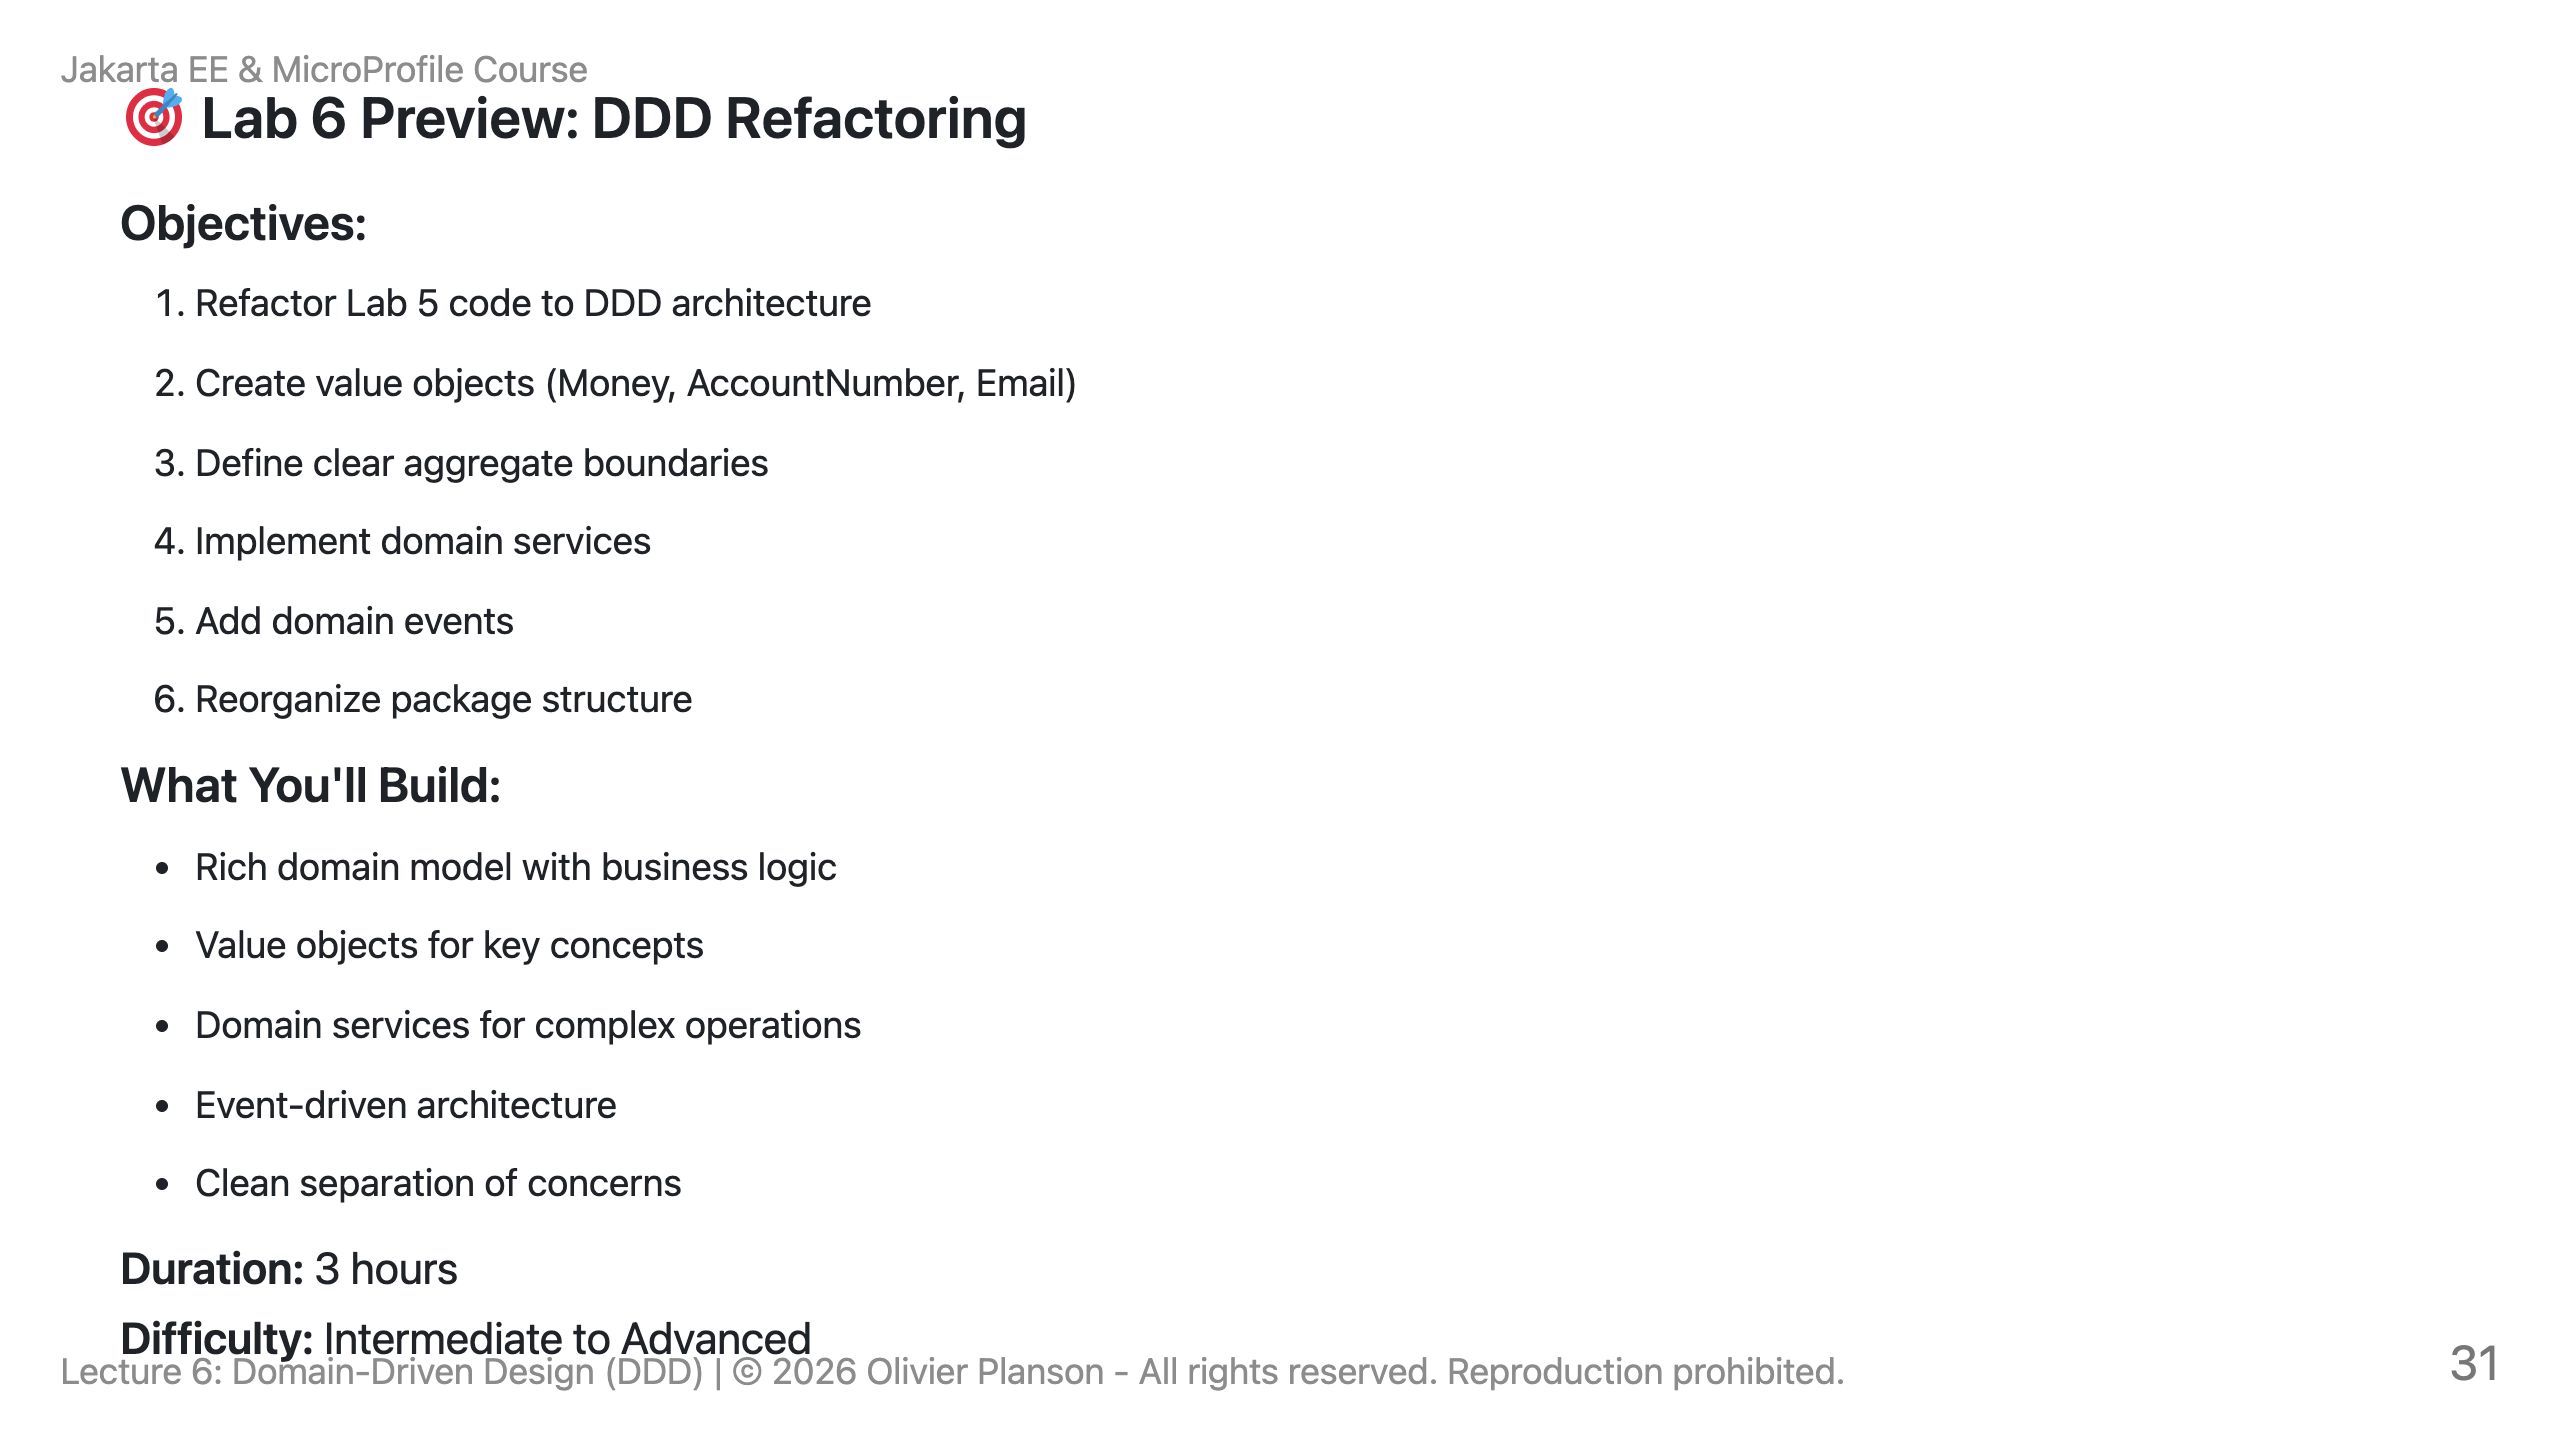 Jakarta EE & MicroProfile Course
🎯 Lab 6 Preview: DDD Refactoring
Objectives:
1. Refactor Lab 5 code to DDD architecture
2. Create value objects (Money, AccountNumber, Email)
3. Define clear aggregate boundaries
4. Implement domain services
5. Add domain events
6. Reorganize package structure
What You'll Build:
• Rich domain model with business logic
• Value objects for key concepts
• Domain services for complex operations
• Event-driven architecture
• Clean separation of concerns
Duration: 3 hours
Difficulty: Intermediate to Advanced
Lecture 6: Domain-Driven Design (DDD) | © 2026 Olivier Planson - All rights reserved. Reproduction prohibited.
31